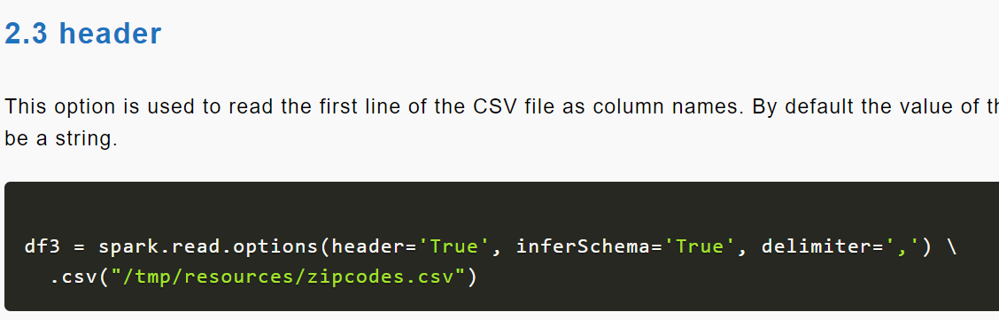 2.3 header
This option is used to read the first line of the CSV file as column names. By default the value of
be a string.
df3 = spark.read.options(header='True', inferSchema='True', delimiter=',') \
.csv("/tmp/resources/zipcodes.csv")